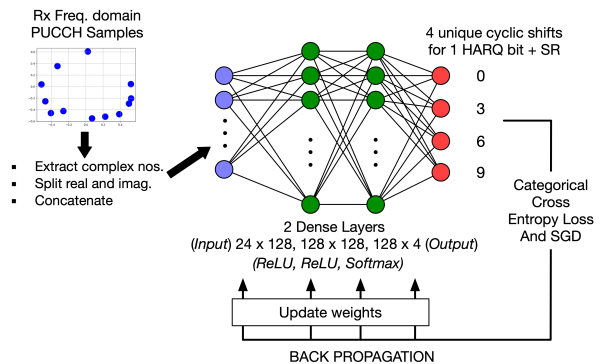 Rx Freq. domain
PUCCH Samples
▪ Extract complex nos.
▪ Split real and imag.
▪ Concatenate
4 unique cyclic shifts
for 1 HARQ bit + SR
0
3
6
9
2 Dense Layers
(Input) 24 x 128, 128 x 128, 128 x 4 (Output)
(ReLU, ReLU, Softmax)
Categorical
Cross
Entropy Loss
And SGD
Update weights
BACK PROPAGATION